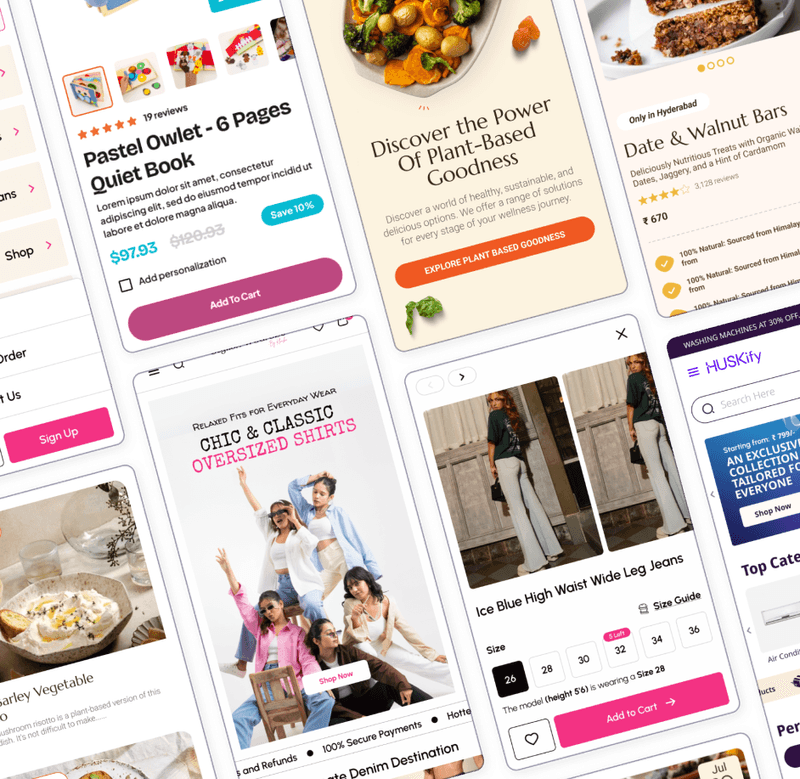 ans
Shop
Order
t Us
Sign Up
19 reviews
Pastel Owlet - 6 Pages
Quiet Book
Lorem ipsum dolor sit amet, consectetur
adipiscing elit, sed do eiusmod tempor incidid ut
labore et dolore magna aliqua.
$97.93
$120.93
Save 10%
Add personalization
Add To Cart
Discover the Power
Of Plant-Based
Goodness
Discover a world of healthy, sustainable, and
delicious options. We offer a range of solutions
for every stage of your wellness journey.
EXPLORE PLANT BASED GOODNESS
Only in Hyderabad
Date & Walnut Bars
Deliciously Nutritious Treats with Organic Wa
Dates, Jaggery, and a Hint of Cardamom
3,128 reviews
₹ 670
100% Natural: Sourced from Himalay
from
100% Natural: Sourced from Himal
from
100% Natural: Sourced from Hima
arley Vegetable
o
ushroom risotto is a plant-based version of this
dish. It's not difficult to make......
RELAXED FITS FOR EVERYDAY WEAR
CHIC & CLASSIC
OVERSIZED SHIRTS
Shop Now
s and Refunds
100% Secure Payments
Hotte
ate Denim Destination
Ice Blue High Waist Wide Leg Jeans
Size Guide
Size
5 Left
26
28
30
32
34
36
The model (height 5'6) is wearing a Size 28
Add to Cart
Jul
WASHING MACHINES AT 30% OFF.
HUSKify
Search Here
Starting from: ₹ 799/-
AN EXCLUSIV
COLLECTION
TAILORED FO
EVERYONE
Shop Now
Top Cate
Air Condi
ucts
Per